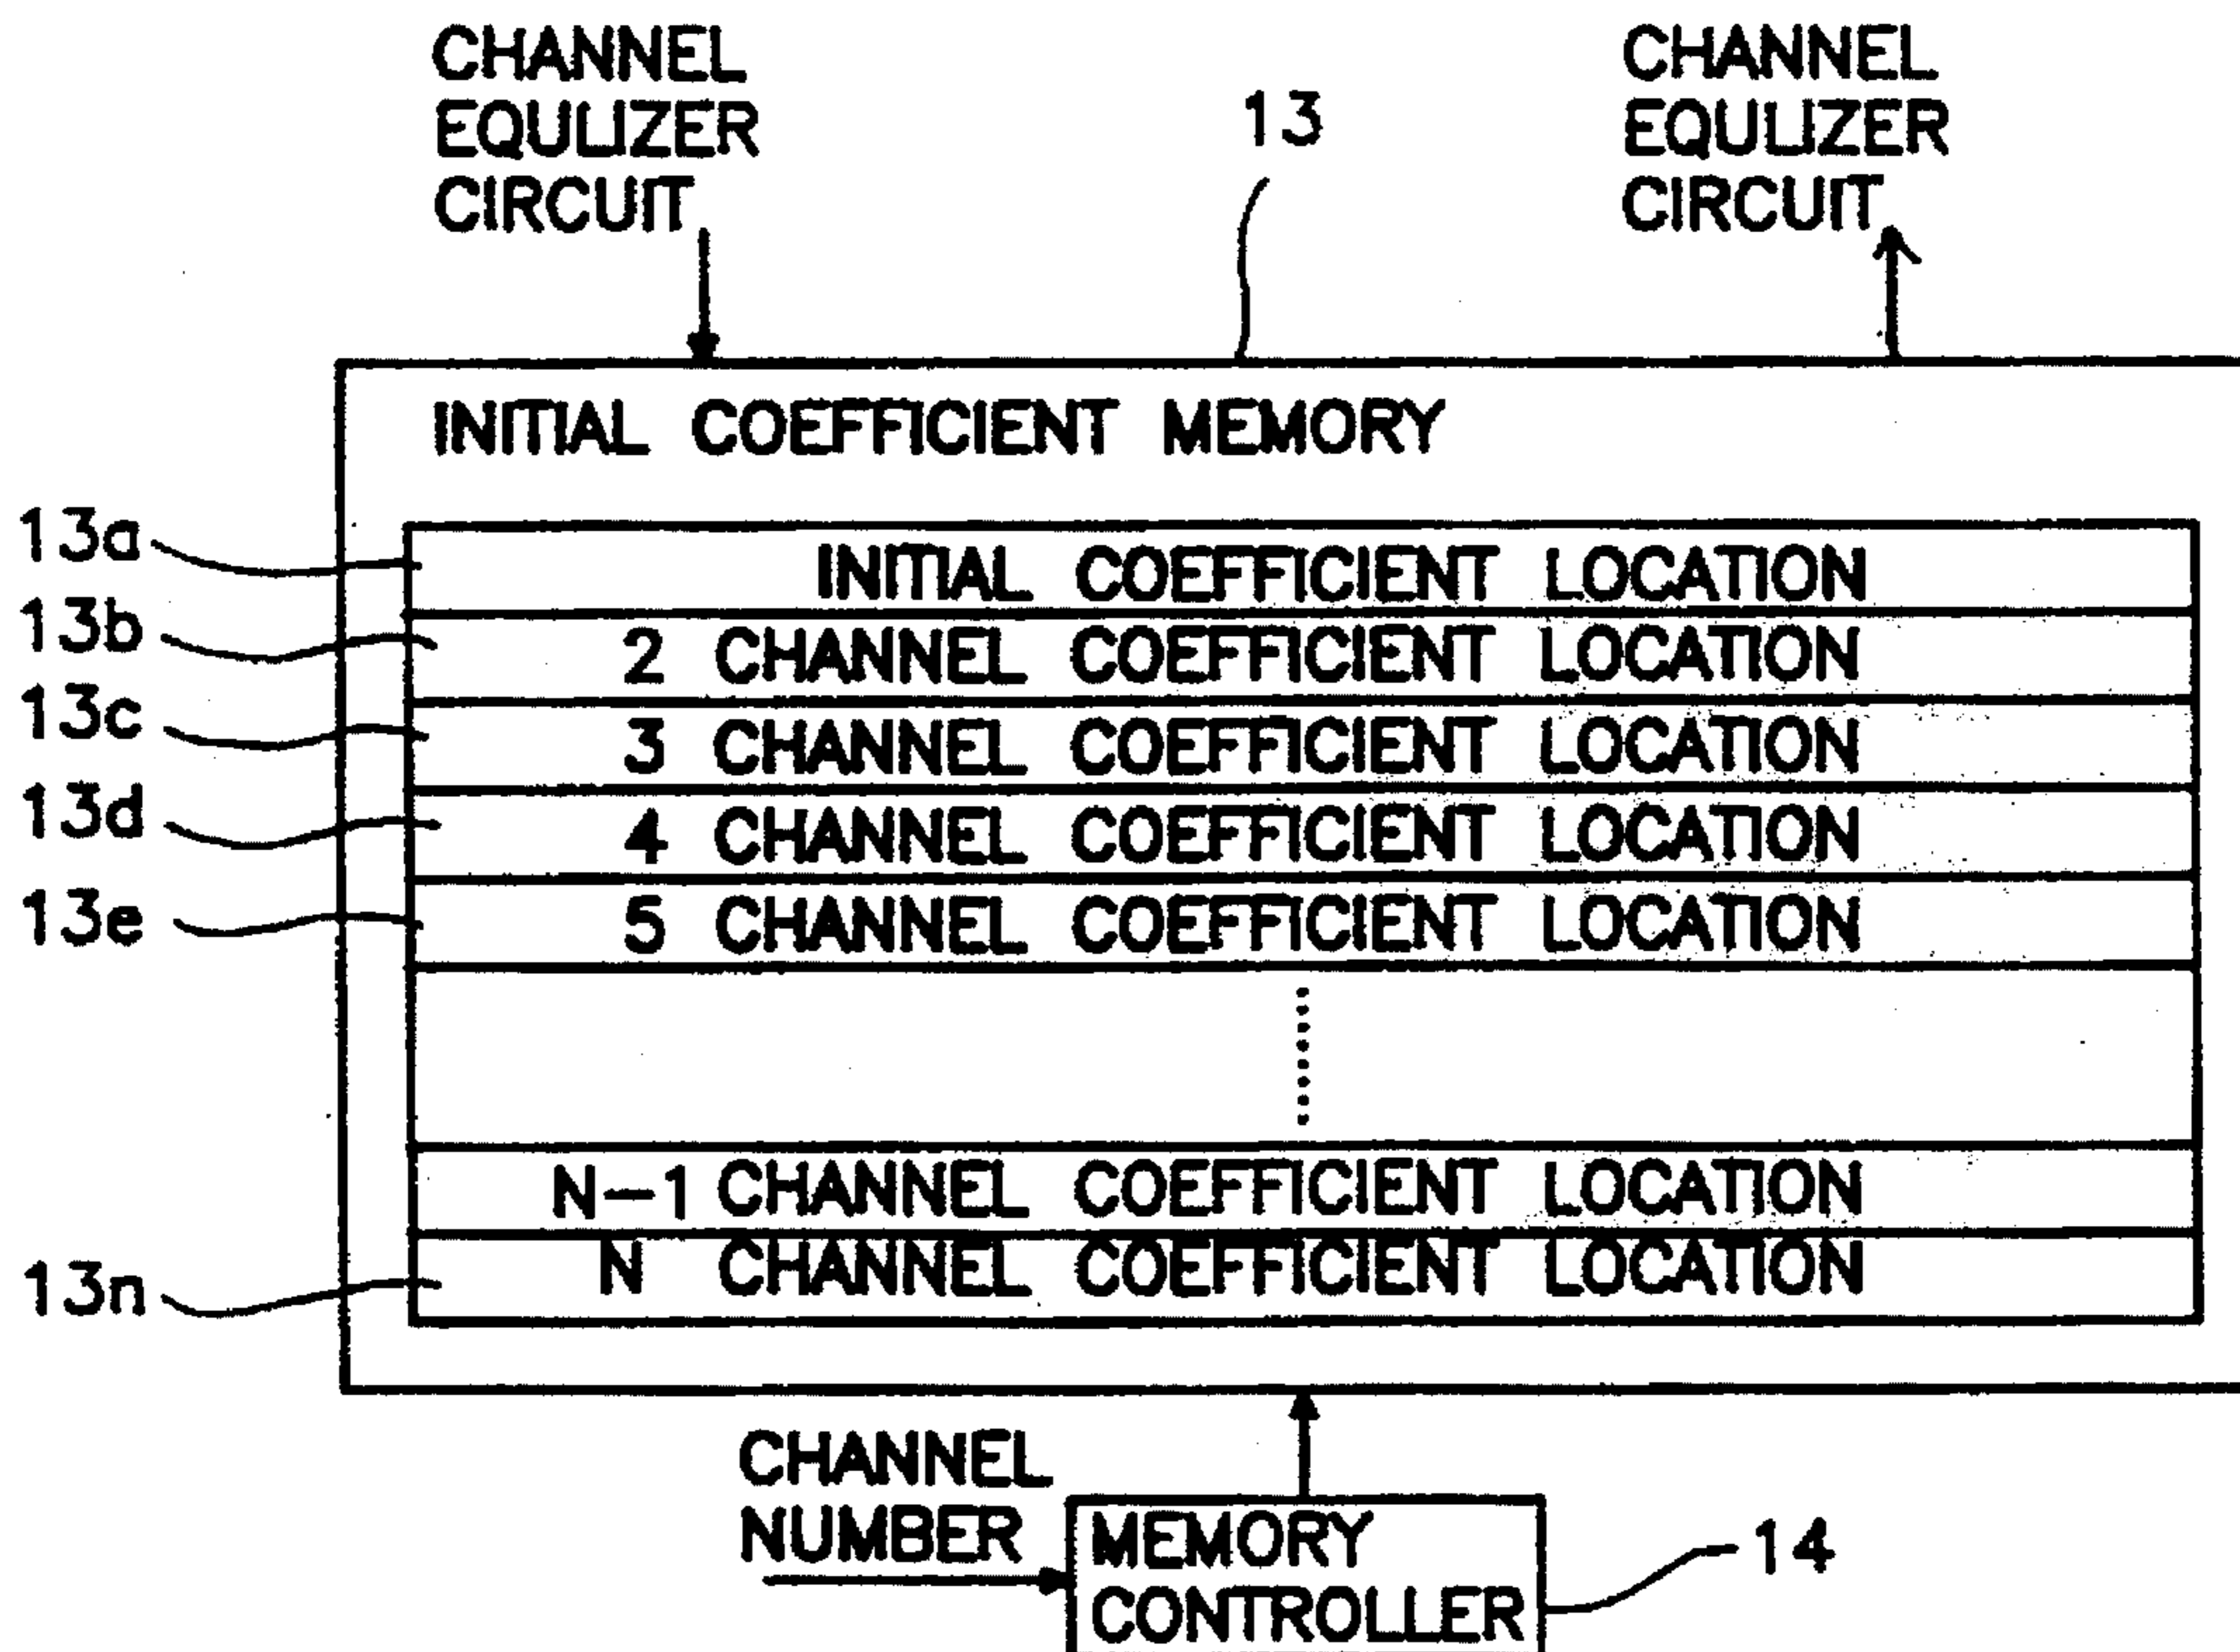 CHANNEL
EQULIZER
CIRCUIT
13
CHANNEL
EQULIZER
CIRCUIT
INITIAL COEFFICIENT MEMORY
13a
INITIAL COEFFICIENT LOCATION
13b
2 CHANNEL COEFFICIENT LOCATION
13c
3 CHANNEL COEFFICIENT LOCATION
13d
4 CHANNEL COEFFICIENT LOCATION
13e
5 CHANNEL COEFFICIENT LOCATION
N-1 CHANNEL COEFFICIENT LOCATION
13n
N CHANNEL COEFFICIENT LOCATION
CHANNEL
NUMBER
MEMORY
CONTROLLER
14